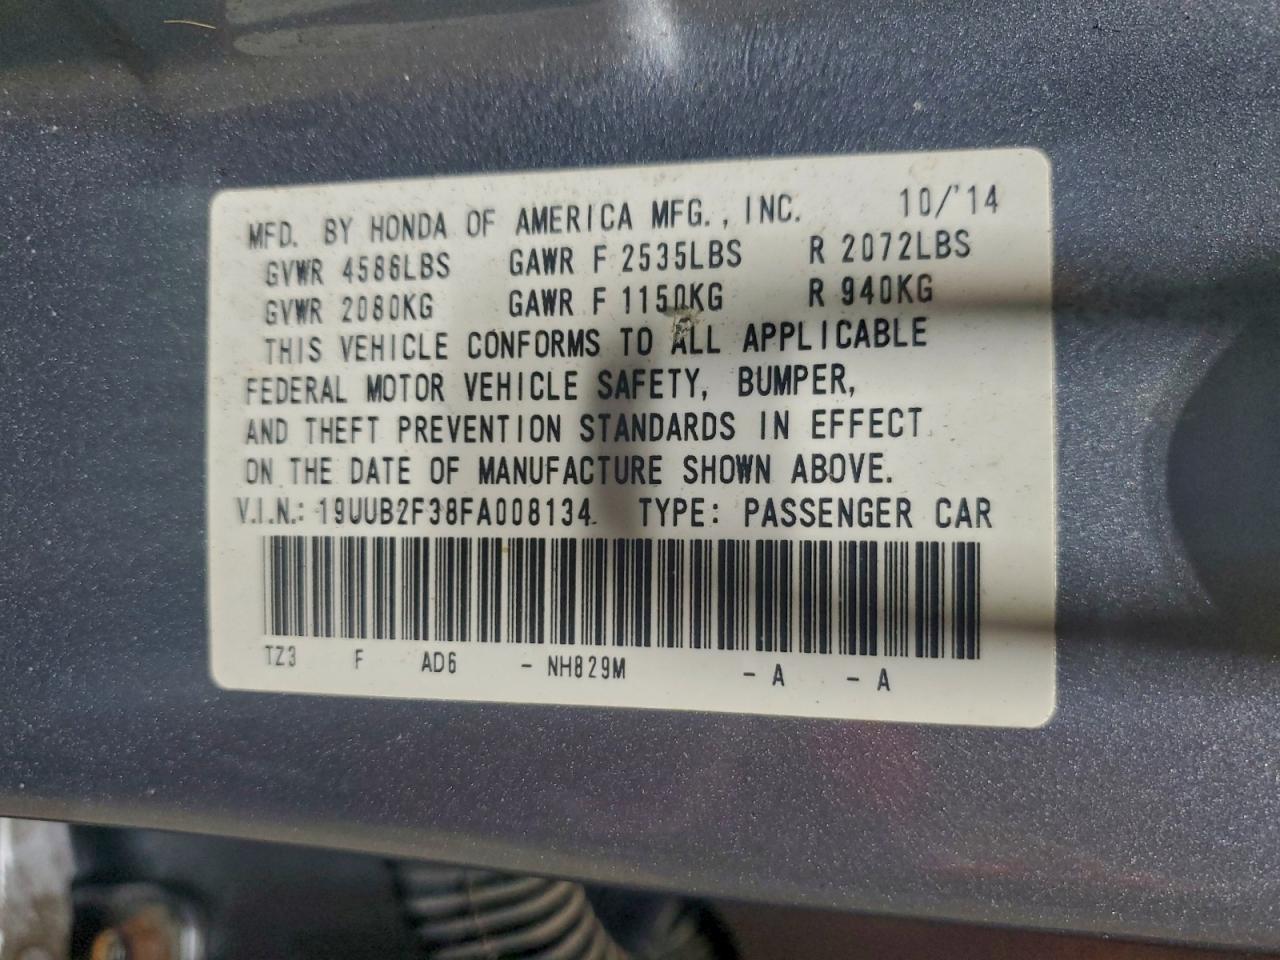 MFD. BY HONDA OF AMERICA MFG., INC. 10/'14
GVWR 4586LBS GAWR F 2535LBS R 2072LBS
GVWR 2080KG GAWR F 1150KG R 940KG
THIS VEHICLE CONFORMS TO ALL APPLICABLE
FEDERAL MOTOR VEHICLE SAFETY, BUMPER,
AND THEFT PREVENTION STANDARDS IN EFFECT
ON THE DATE OF MANUFACTURE SHOWN ABOVE.
V.I.N.: 19UUB2F38FA008134 TYPE: PASSENGER CAR
TZ3 F AD6 - NH829M - A - A